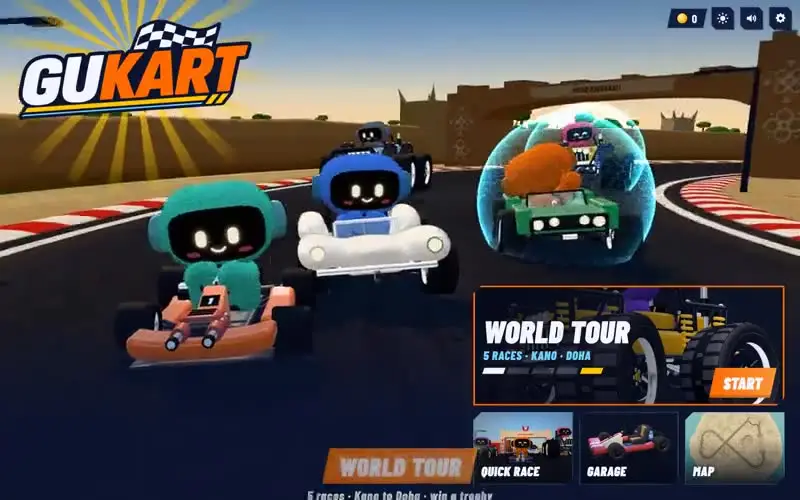 GUKART
0
WORLD TOUR
5 RACES · KANO · DOHA
START
QUICK RACE
GARAGE
MAP
WORLD TOUR
5 races · Kano to Doha · win a trophy